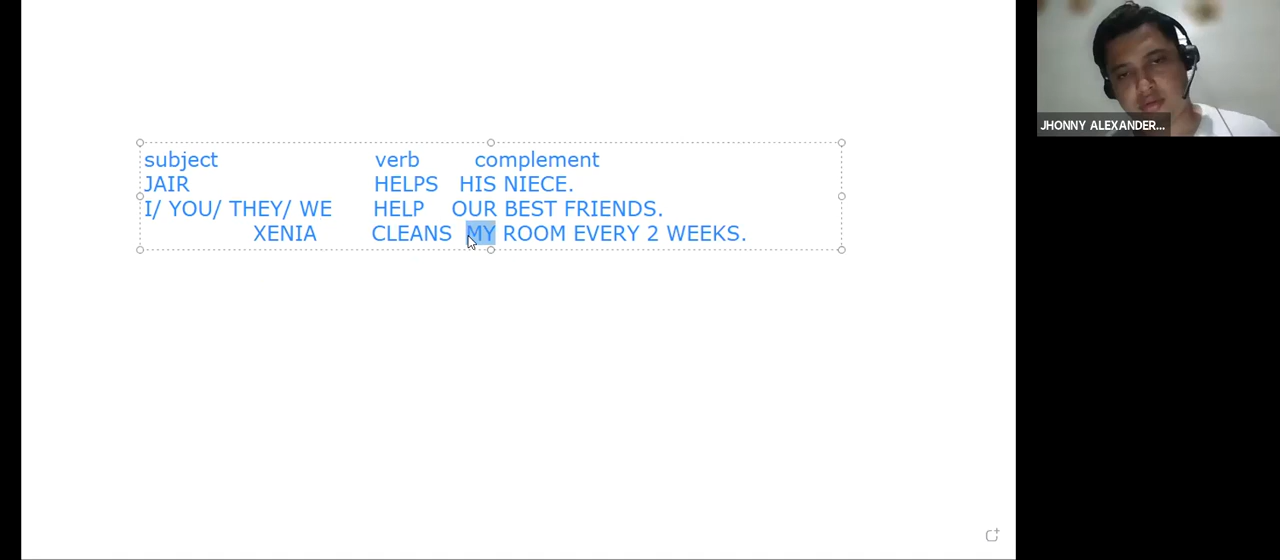 subject verb complement
JAIR HELPS HIS NIECE.
I/ YOU/ THEY/ WE HELP OUR BEST FRIENDS.
XENIA CLEANS MY ROOM EVERY 2 WEEKS.
JHONNY ALEXANDER...